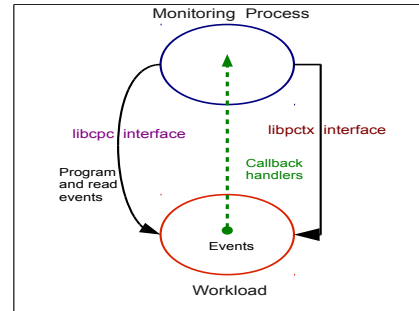 Monitoring Process
libcpc interface
libpctx interface
Program
and read
events
Callback
handlers
Events
Workload